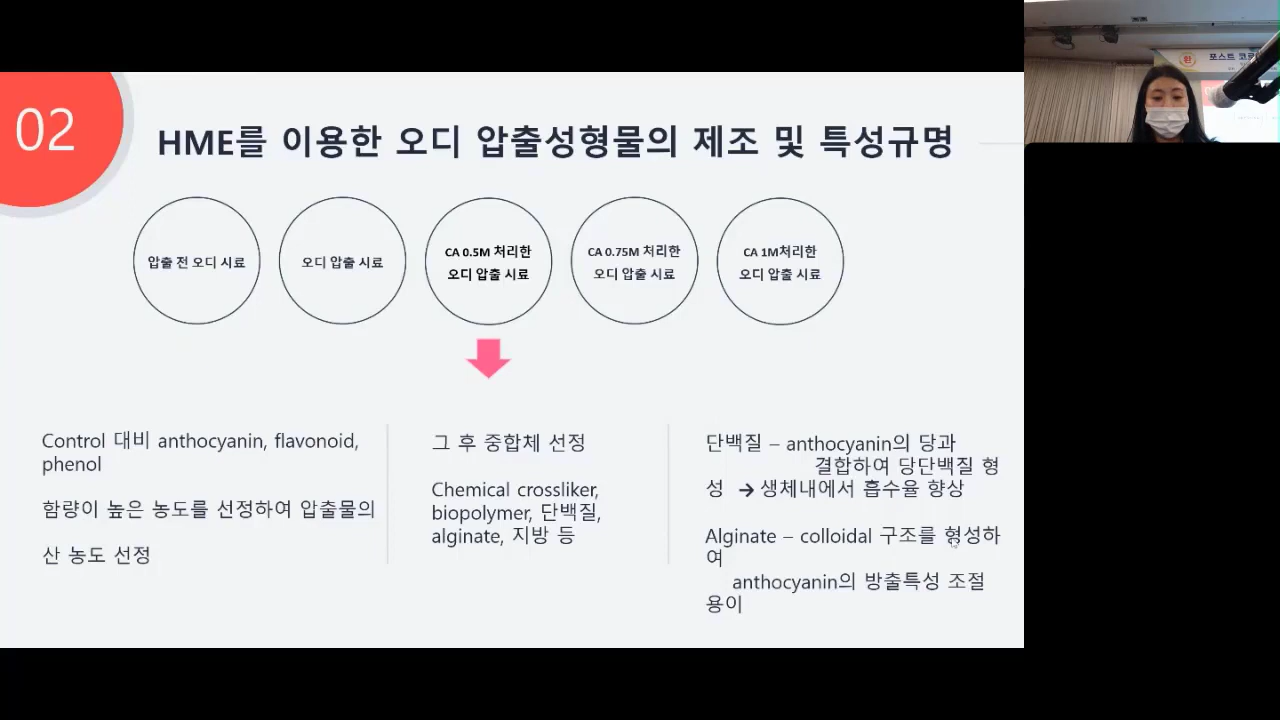 02
HME를 이용한 오디 압출성형물의 제조 및 특성규명
압출 전 오디 시료
오디 압출 시료
CA 0.5M 처리한
오디 압출 시료
CA 0.75M 처리한
오디 압출 시료
CA 1M처리한
오디 압출 시료
Control 대비 anthocyanin, flavonoid,
phenol
함량이 높은 농도를 선정하여 압출물의
산 농도 선정
그 후 중합체 선정
Chemical crossliker,
biopolymer, 단백질,
alginate, 지방 등
단백질 – anthocyanin의 당과
결합하여 당단백질 형
성 → 생체내에서 흡수율 향상
Alginate – colloidal 구조를 형성하
여
anthocyanin의 방출특성 조절
용이
포스트 코